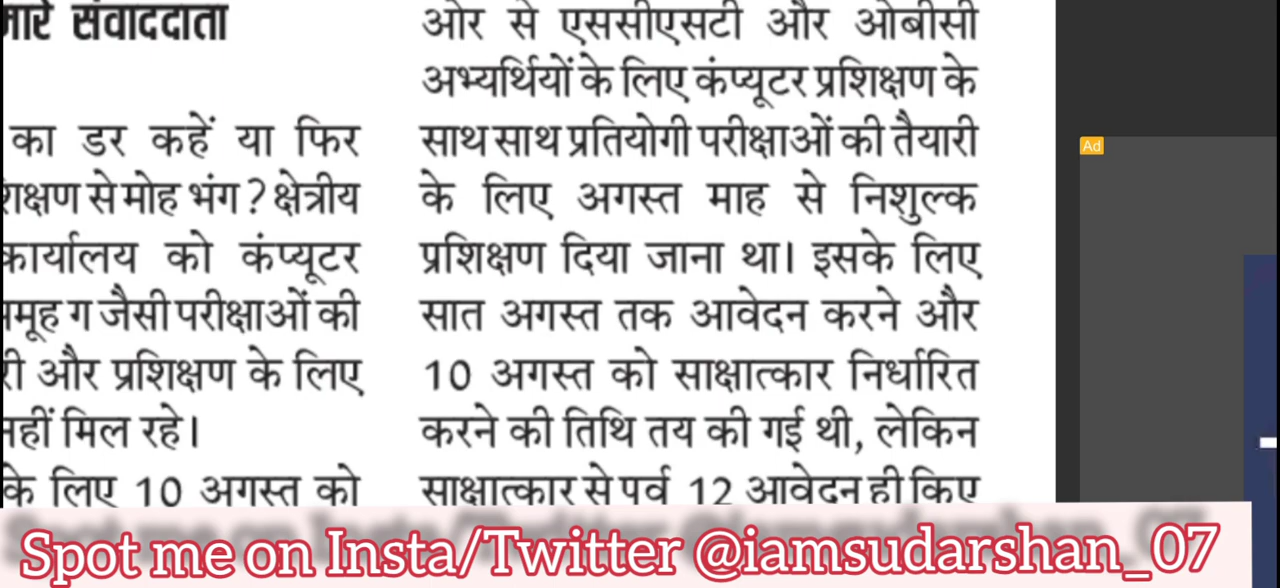 संवाददाता
का डर कहें या फिर
से मोह भंग? क्षेत्रीय
कार्यालय को कंप्यूटर
ग जैसी परीक्षाओं की
और प्रशिक्षण के लिए
नहीं मिल रहे।
के लिए 10 अगस्त को
ओर से एससीएसटी और ओबीसी
अभ्यर्थियों के लिए कंप्यूटर प्रशिक्षण के
साथ साथ प्रतियोगी परीक्षाओं की तैयारी
के लिए अगस्त माह से निशुल्क
प्रशिक्षण दिया जाना था। इसके लिए
सात अगस्त तक आवेदन करने और
10 अगस्त को साक्षात्कार निर्धारित
करने की तिथि तय की गई थी, लेकिन
साक्षात्कार से पूर्व 12 आवेदन ही किए
Ad
Spot me on Insta/Twitter @iamsudarshan_07